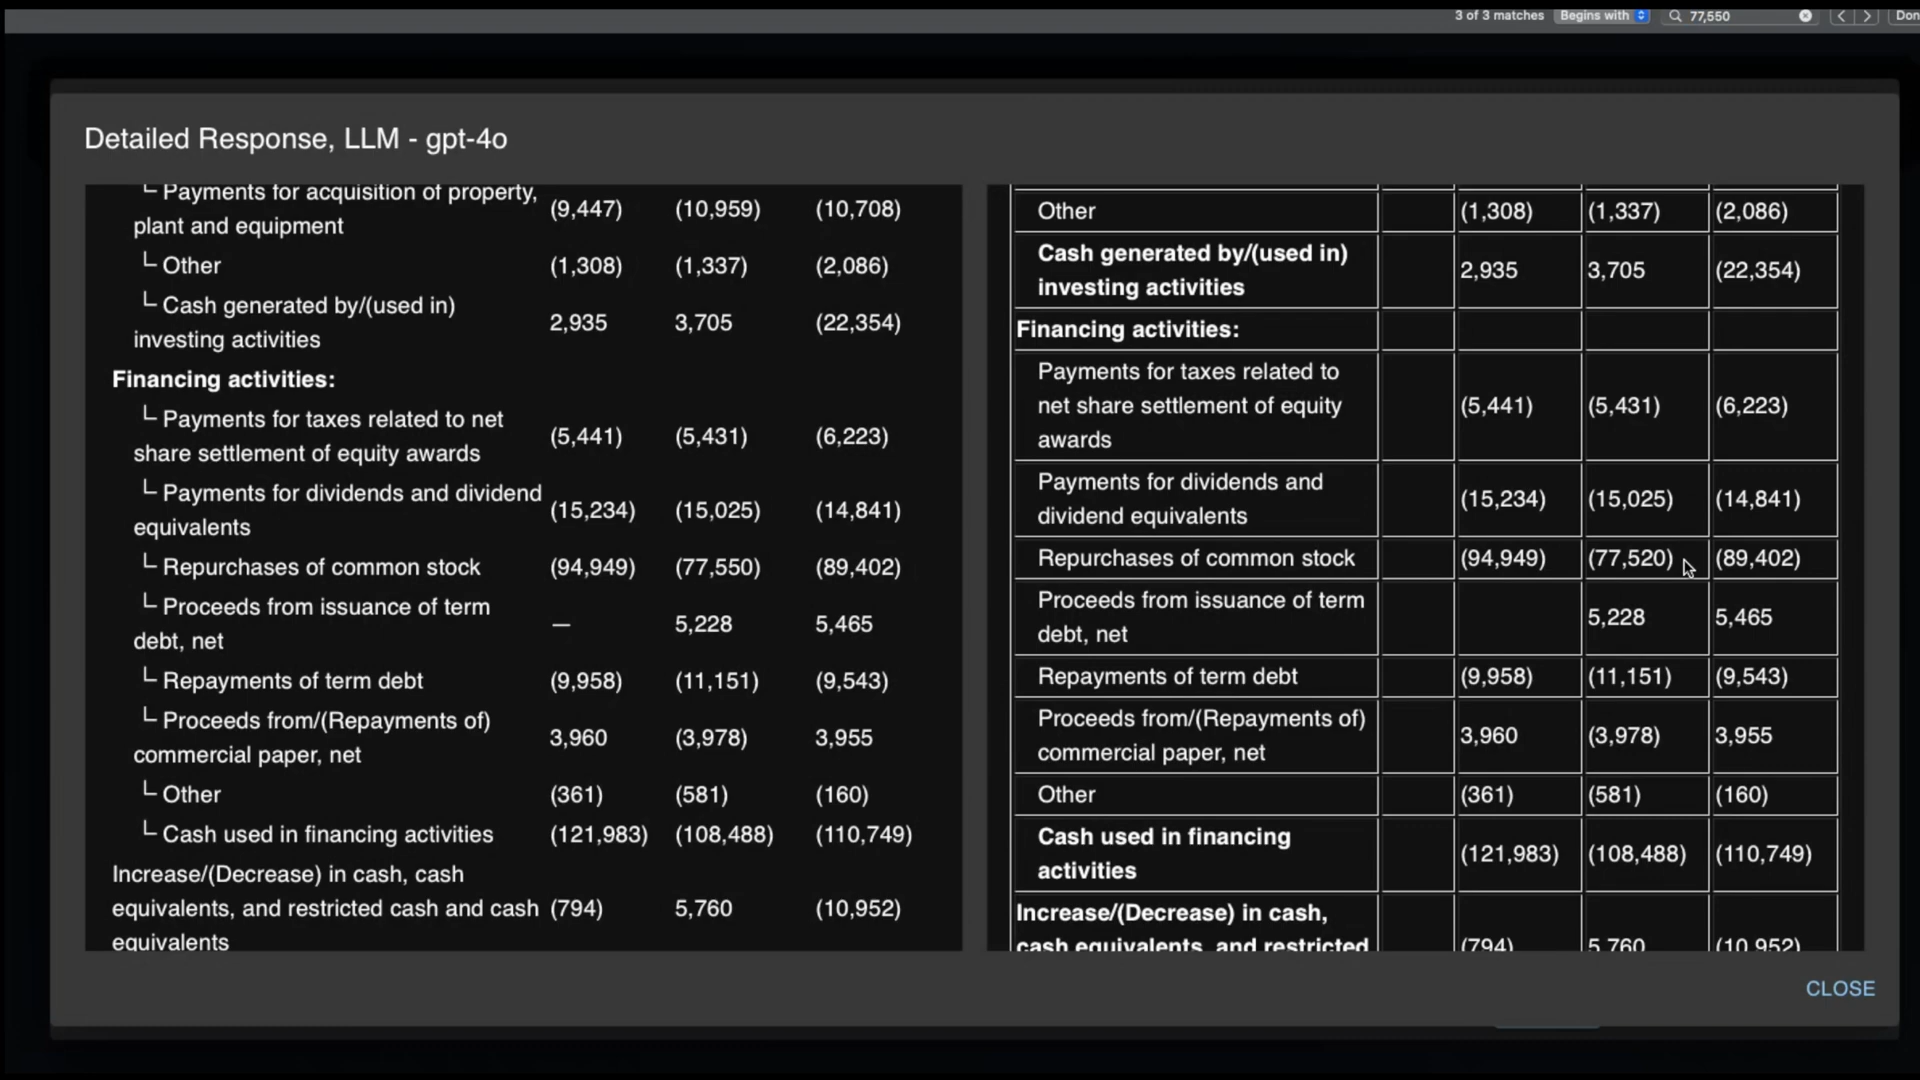 3 of 3 matches Begins with 77,550 Don
Detailed Response, LLM - gpt-4o
└ Payments for acquisition of property,
plant and equipment (9,447) (10,959) (10,708)
└ Other (1,308) (1,337) (2,086)
└ Cash generated by/(used in)
investing activities 2,935 3,705 (22,354)
Financing activities:
└ Payments for taxes related to net
share settlement of equity awards (5,441) (5,431) (6,223)
└ Payments for dividends and dividend
equivalents (15,234) (15,025) (14,841)
└ Repurchases of common stock (94,949) (77,550) (89,402)
└ Proceeds from issuance of term
debt, net — 5,228 5,465
└ Repayments of term debt (9,958) (11,151) (9,543)
└ Proceeds from/(Repayments of)
commercial paper, net 3,960 (3,978) 3,955
└ Other (361) (581) (160)
└ Cash used in financing activities (121,983) (108,488) (110,749)
Increase/(Decrease) in cash, cash
equivalents, and restricted cash and cash (794) 5,760 (10,952)
equivalents
Other (1,308) (1,337) (2,086)
Cash generated by/(used in)
investing activities 2,935 3,705 (22,354)
Financing activities:
Payments for taxes related to
net share settlement of equity (5,441) (5,431) (6,223)
awards
Payments for dividends and
dividend equivalents (15,234) (15,025) (14,841)
Repurchases of common stock (94,949) (77,520) (89,402)
Proceeds from issuance of term
debt, net 5,228 5,465
Repayments of term debt (9,958) (11,151) (9,543)
Proceeds from/(Repayments of)
commercial paper, net 3,960 (3,978) 3,955
Other (361) (581) (160)
Cash used in financing
activities (121,983) (108,488) (110,749)
Increase/(Decrease) in cash,
cash equivalents, and restricted (794) 5,760 (10,952)
CLOSE